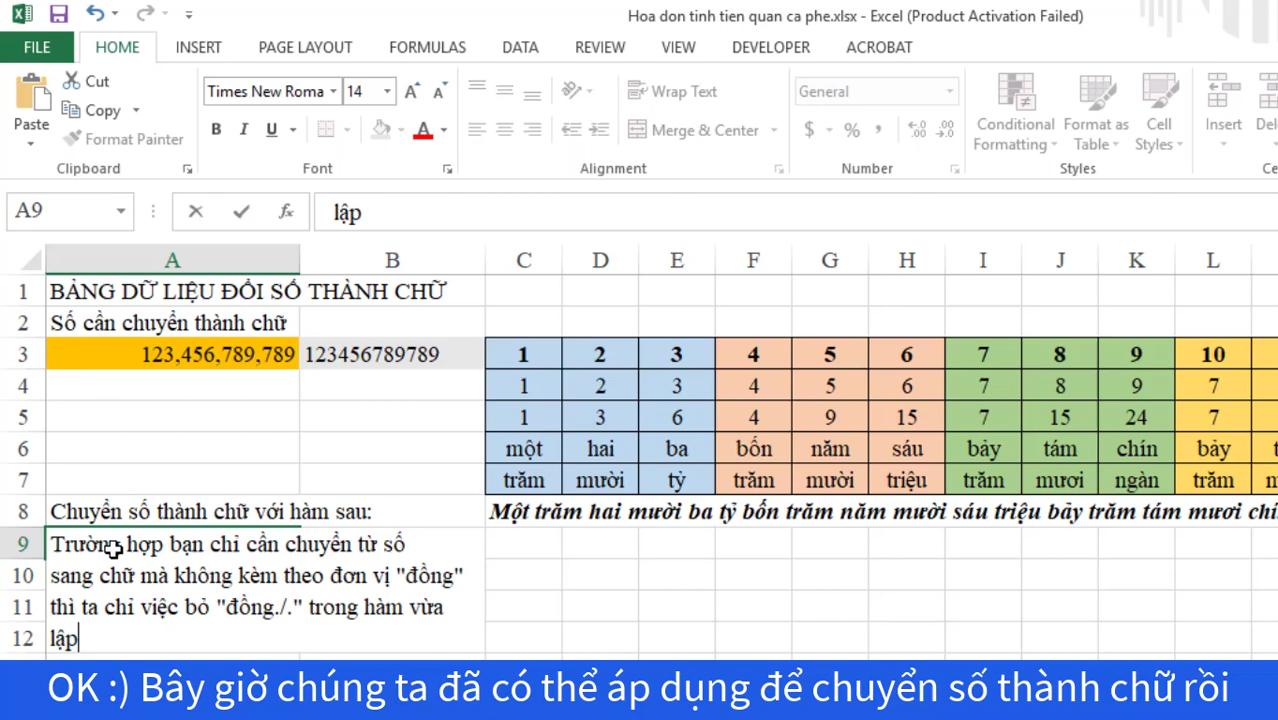 Hoa don tinh tien quan ca phe.xlsx - Excel (Product Activation Failed)
FILE HOME INSERT PAGE LAYOUT FORMULAS DATA REVIEW VIEW DEVELOPER ACROBAT
Paste
Cut
Copy
Format Painter
Clipboard
Times New Roma 14
B I U
Font
Wrap Text
Merge & Center
Alignment
General
$ % ,
Number
Conditional Formatting
Format as Table
Cell Styles
Styles
Insert
A9 fx lập
A B C D E F G H I J K L
1 BẢNG DỮ LIỆU ĐỔI SỐ THÀNH CHỮ
2 Số cần chuyển thành chữ
3 123,456,789,789 123456789789 1 2 3 4 5 6 7 8 9 10
4 1 2 3 4 5 6 7 8 9 7
5 1 3 6 4 9 15 7 15 24 7
6 một hai ba bốn năm sáu bảy tám chín bảy
7 trăm mười tỷ trăm mười triệu trăm mươi ngàn trăm
8 Chuyển số thành chữ với hàm sau: Một trăm hai mười ba tỷ bốn trăm năm mười sáu triệu bảy trăm tám mươi
9 Trường hợp bạn chỉ cần chuyển từ số
10 sang chữ mà không kèm theo đơn vị "đồng"
11 thì ta chỉ việc bỏ "đồng./." trong hàm vừa
12 lập
OK :) Bây giờ chúng ta đã có thể áp dụng để chuyển số thành chữ rồi